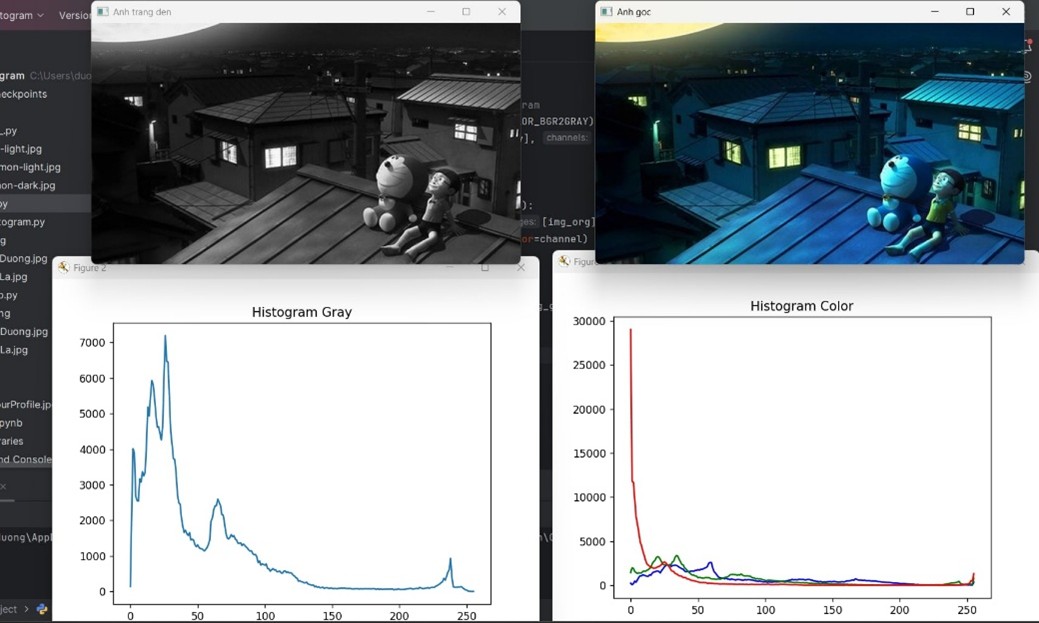 togram
Versio
Anh trang den
Anh goc
gram C:\Users\duo
eckpoints
_.py
-light.jpg
mon-light.jpg
on-dark.jpg
py
togram.py
g
Duong.jpg
La.jpg
o.py
ng
Duong.jpg
La.jpg
ourProfile.jp
pynb
raries
nd Console
ram
OR_BGR2GRAY)
], channels:
):
ges: [img_org]
or=channel)
Figure 2
Figur
Histogram Gray
7000
6000
5000
4000
3000
2000
1000
0
0 50 100 150 200 250
Histogram Color
30000
25000
20000
15000
10000
5000
0
0 50 100 150 200 250
uong\Appl
ject >